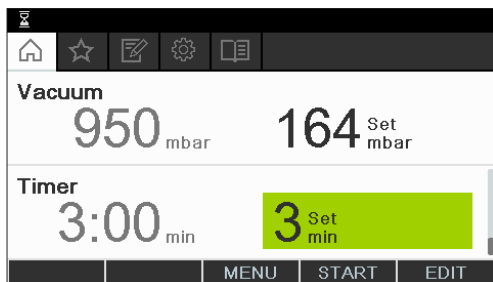 Vacuum
950 mbar 164 Set mbar
Timer
3:00 min 3 Set min
MENU START EDIT